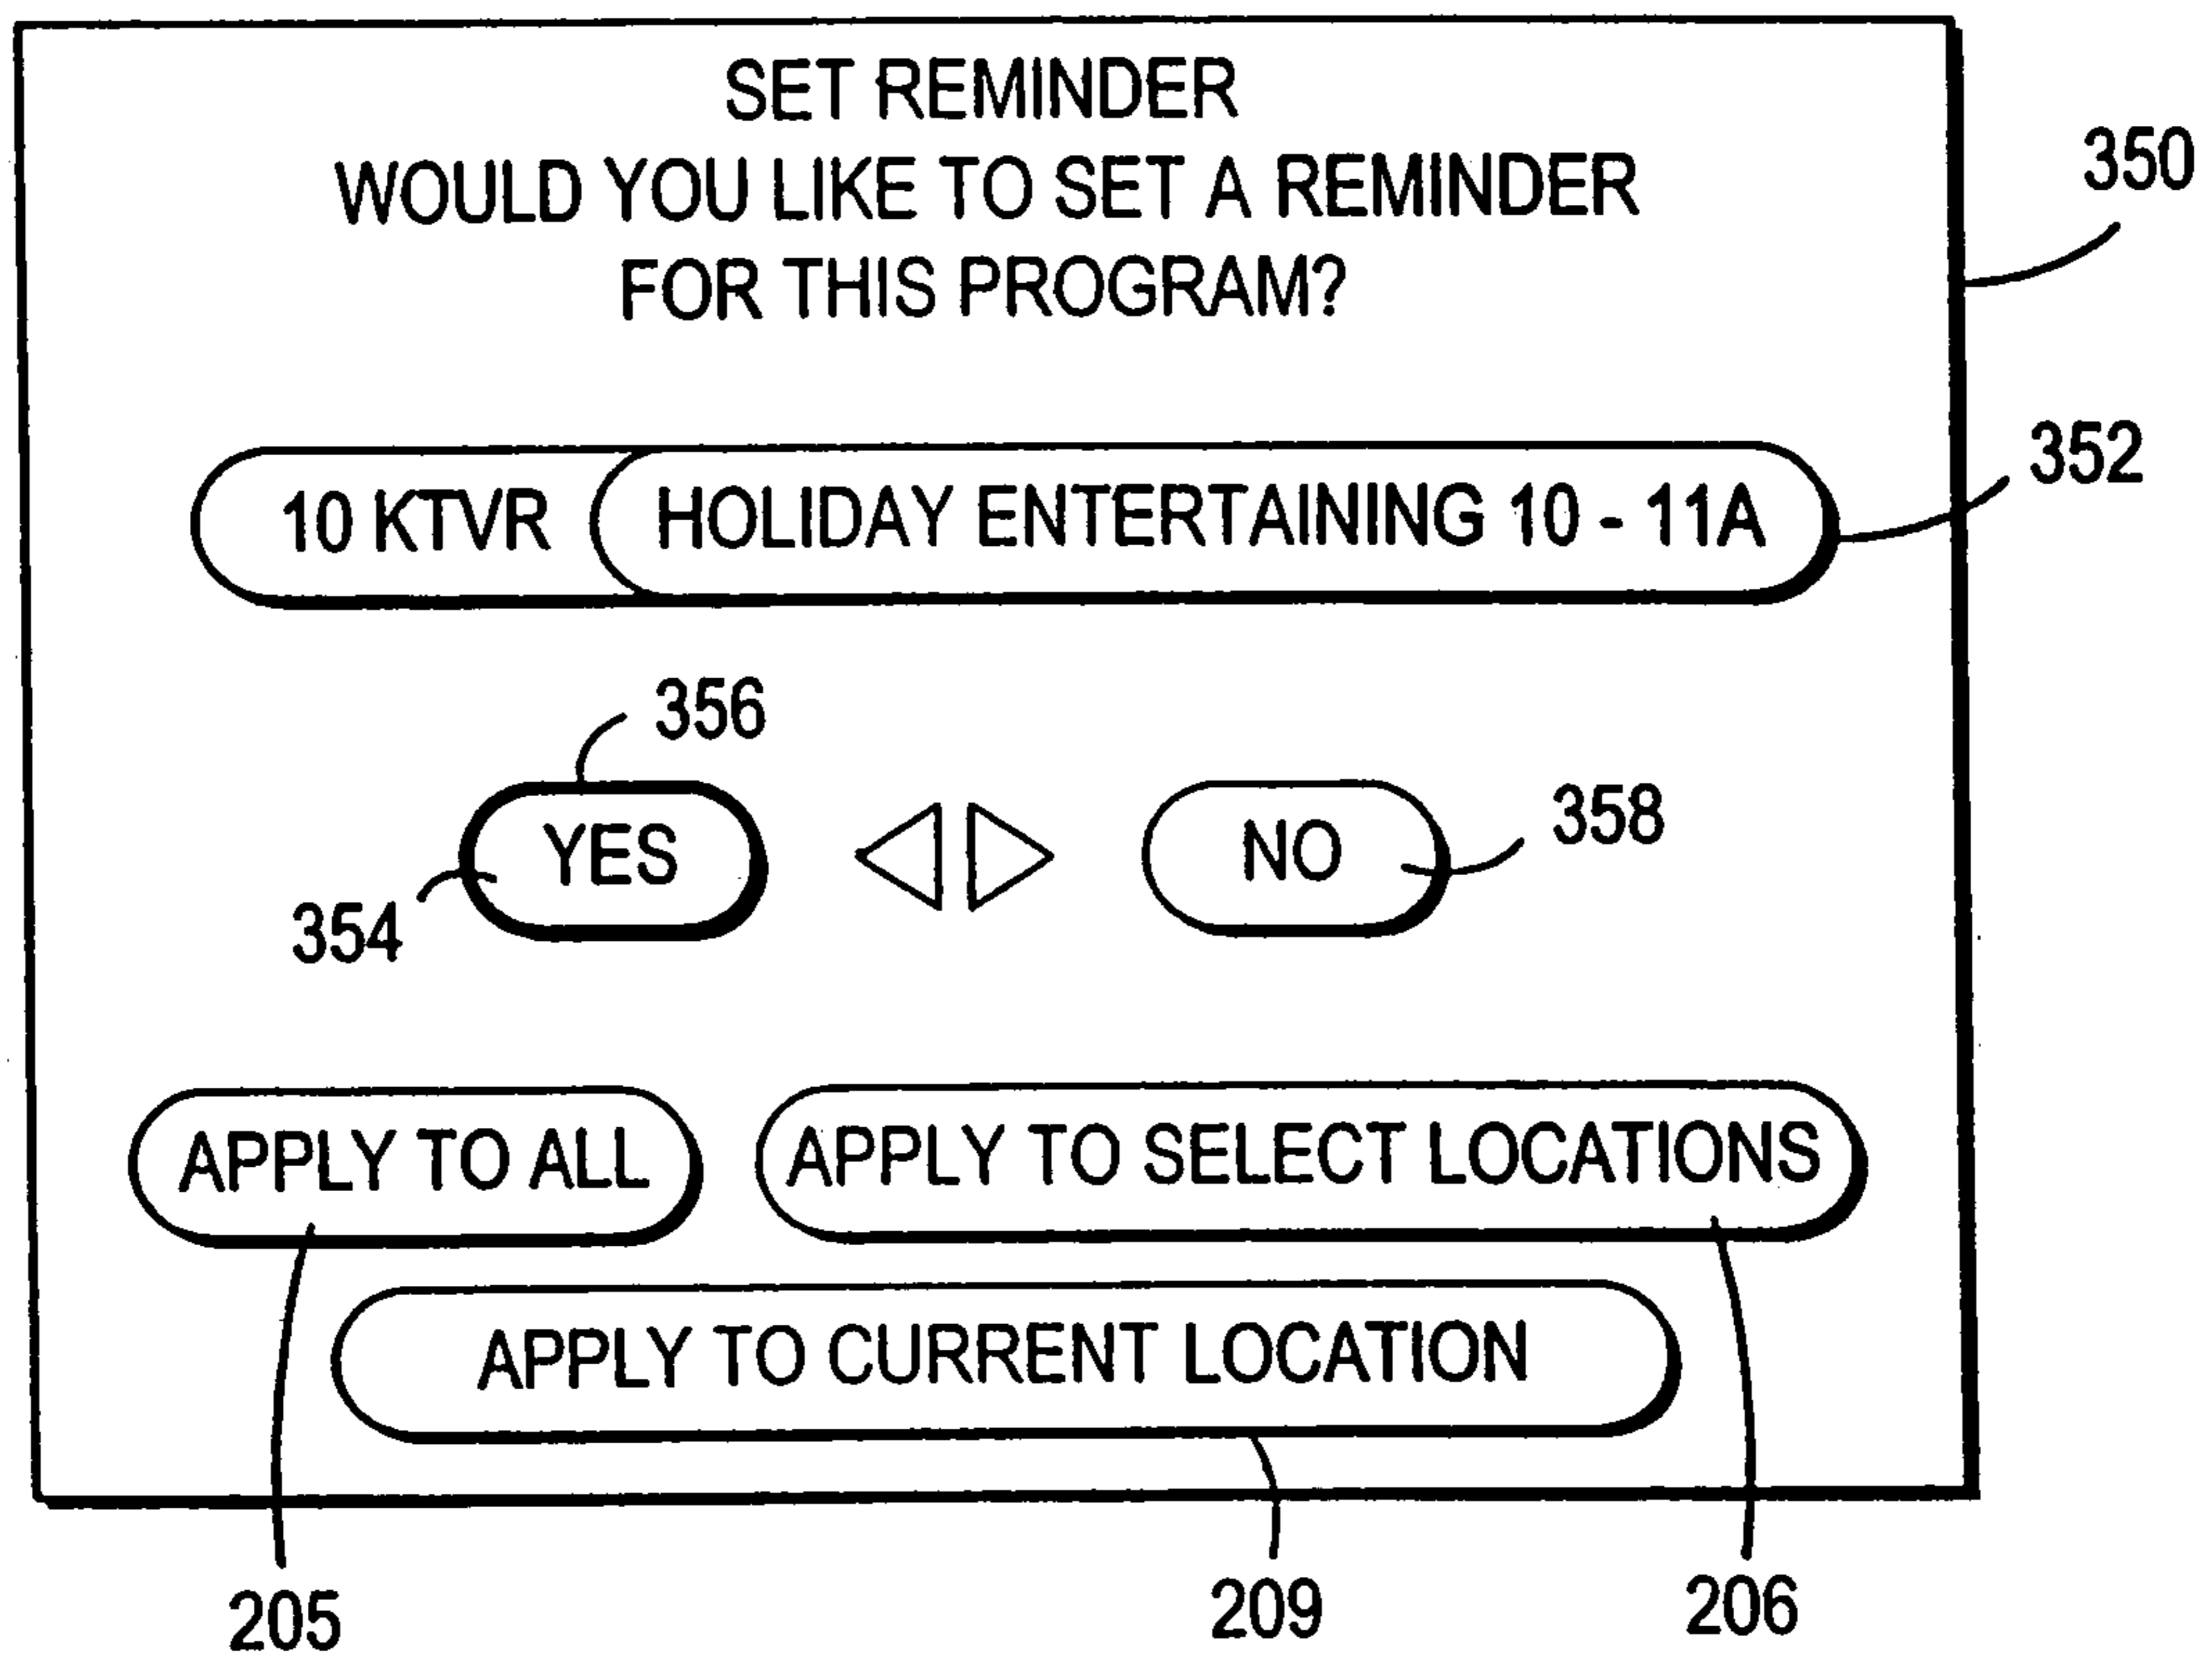 SET REMINDER
WOULD YOU LIKE TO SET A REMINDER
FOR THIS PROGRAM?
350
352
10 KTVR HOLIDAY ENTERTAINING 10 - 11A
356
YES NO
358
354
APPLY TO ALL APPLY TO SELECT LOCATIONS
APPLY TO CURRENT LOCATION
205 209 206